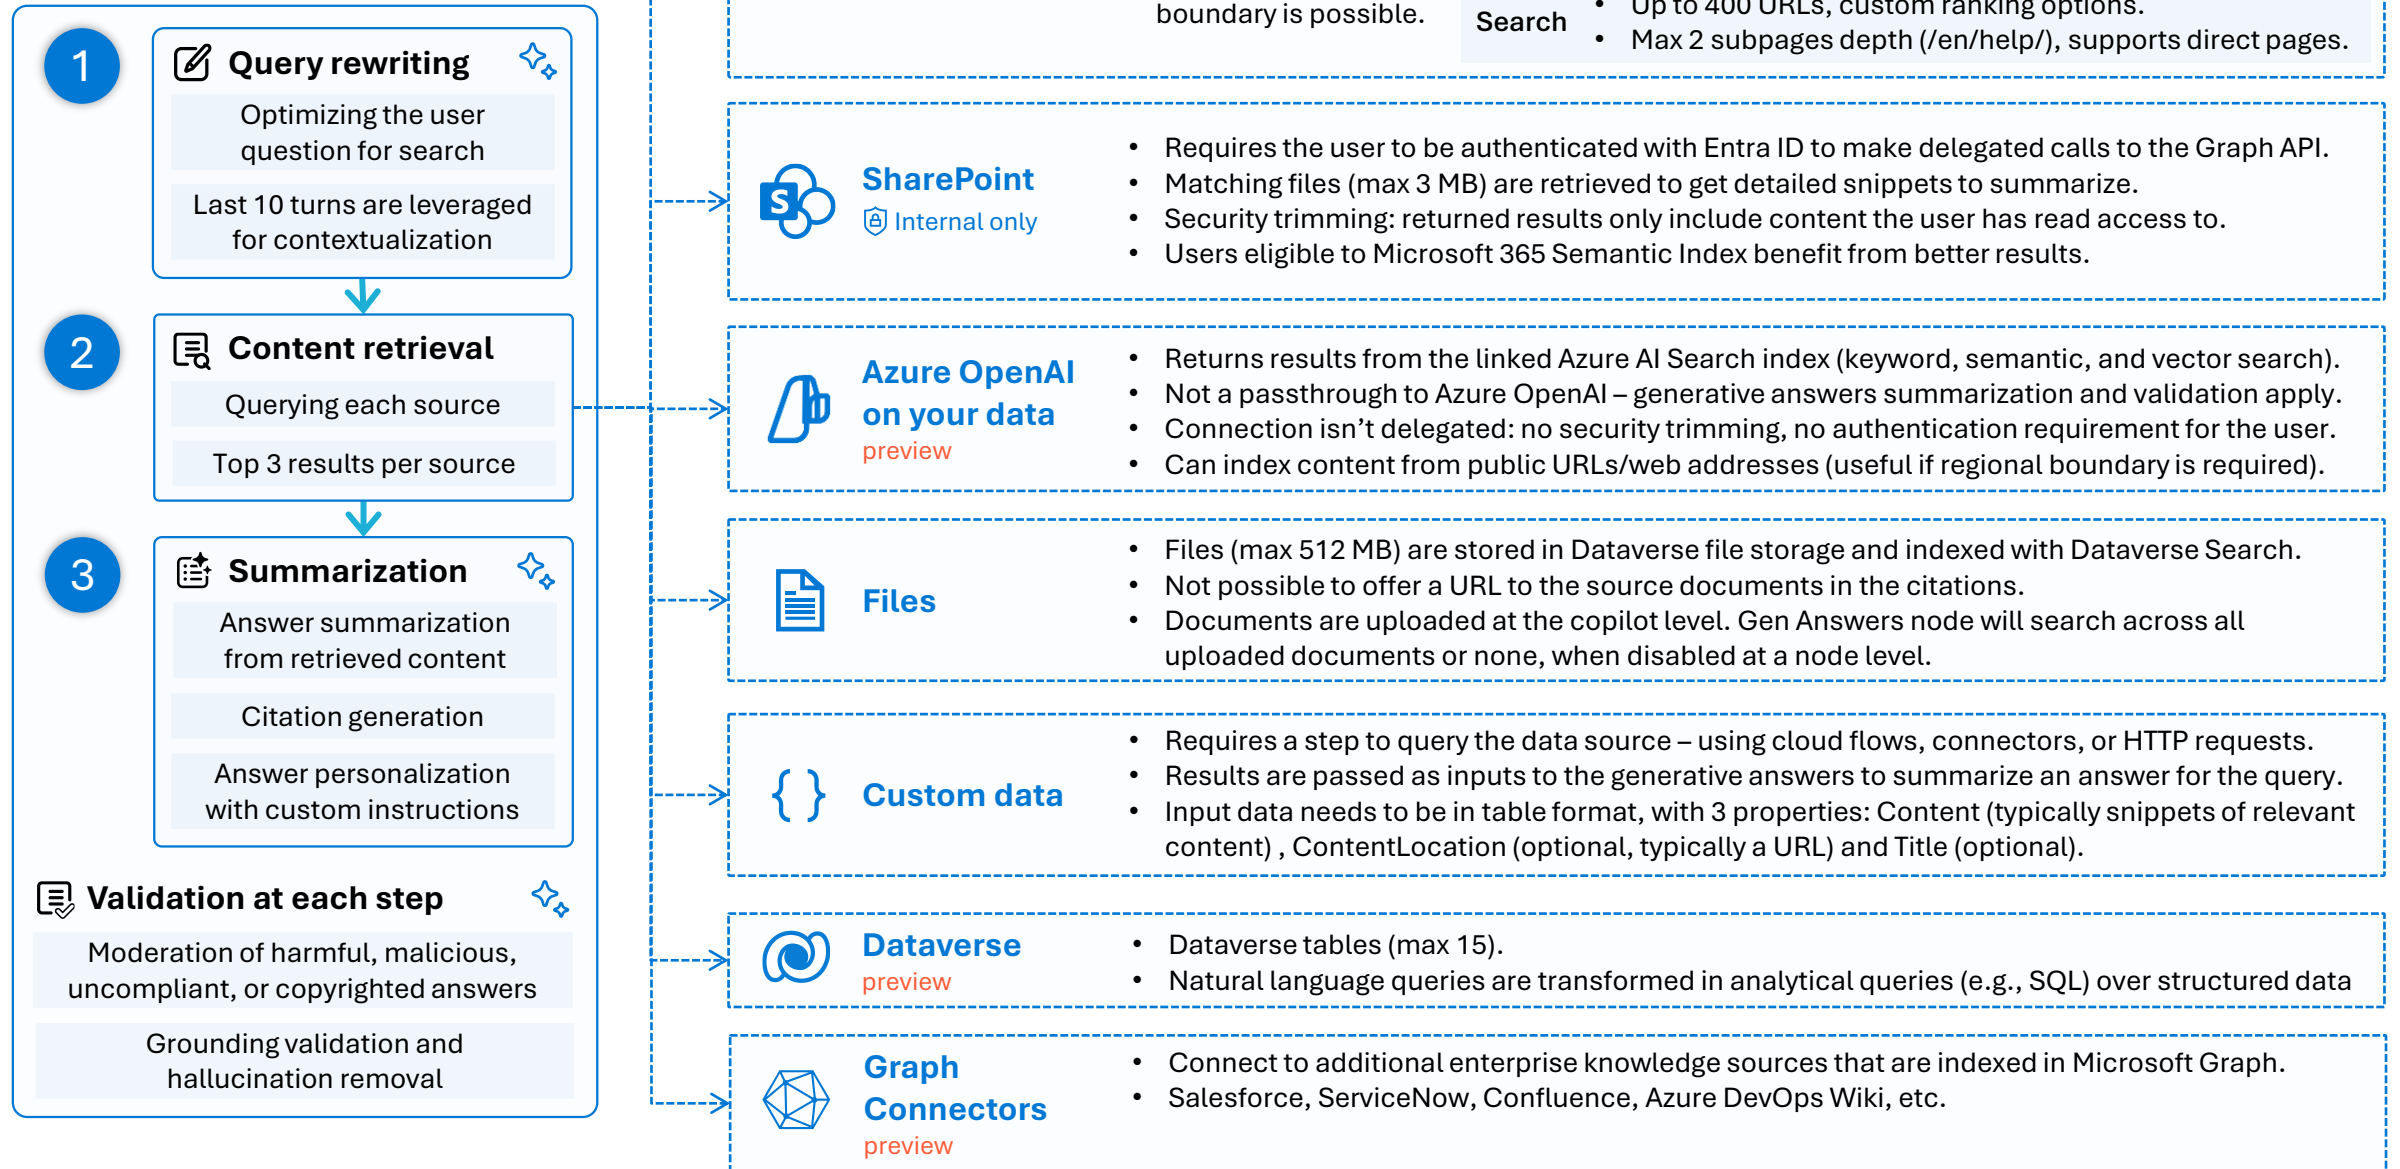 1
Query rewriting
Optimizing the user
question for search
Last 10 turns are leveraged
for contextualization
2
Content retrieval
Querying each source
Top 3 results per source
3
Summarization
Answer summarization
from retrieved content
Citation generation
Answer personalization
with custom instructions
Validation at each step
Moderation of harmful, malicious,
uncompliant, or copyrighted answers
Grounding validation and
hallucination removal
boundary is possible.
Search
• Up to 400 URLs, custom ranking options.
• Max 2 subpages depth (/en/help/), supports direct pages.
S
SharePoint
Internal only
• Requires the user to be authenticated with Entra ID to make delegated calls to the Graph API.
• Matching files (max 3 MB) are retrieved to get detailed snippets to summarize.
• Security trimming: returned results only include content the user has read access to.
• Users eligible to Microsoft 365 Semantic Index benefit from better results.
Azure OpenAI
on your data
preview
• Returns results from the linked Azure AI Search index (keyword, semantic, and vector search).
• Not a passthrough to Azure OpenAI – generative answers summarization and validation apply.
• Connection isn’t delegated: no security trimming, no authentication requirement for the user.
• Can index content from public URLs/web addresses (useful if regional boundary is required).
Files
• Files (max 512 MB) are stored in Dataverse file storage and indexed with Dataverse Search.
• Not possible to offer a URL to the source documents in the citations.
• Documents are uploaded at the copilot level. Gen Answers node will search across all
uploaded documents or none, when disabled at a node level.
{ }
Custom data
• Requires a step to query the data source – using cloud flows, connectors, or HTTP requests.
• Results are passed as inputs to the generative answers to summarize an answer for the query.
• Input data needs to be in table format, with 3 properties: Content (typically snippets of relevant
content) , ContentLocation (optional, typically a URL) and Title (optional).
Dataverse
preview
• Dataverse tables (max 15).
• Natural language queries are transformed in analytical queries (e.g., SQL) over structured data
Graph
Connectors
preview
• Connect to additional enterprise knowledge sources that are indexed in Microsoft Graph.
• Salesforce, ServiceNow, Confluence, Azure DevOps Wiki, etc.